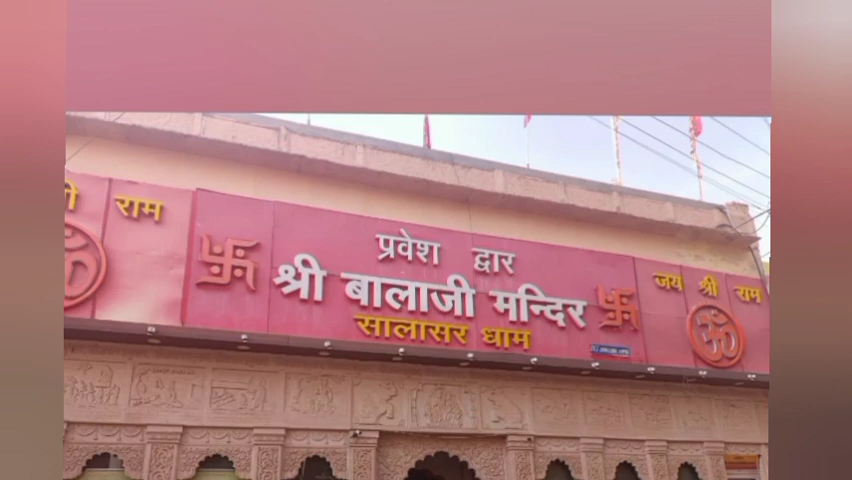 राम
प्रवेश द्वार
श्री बालाजी मन्दिर
सालासर धाम
जय श्री राम
ॐ